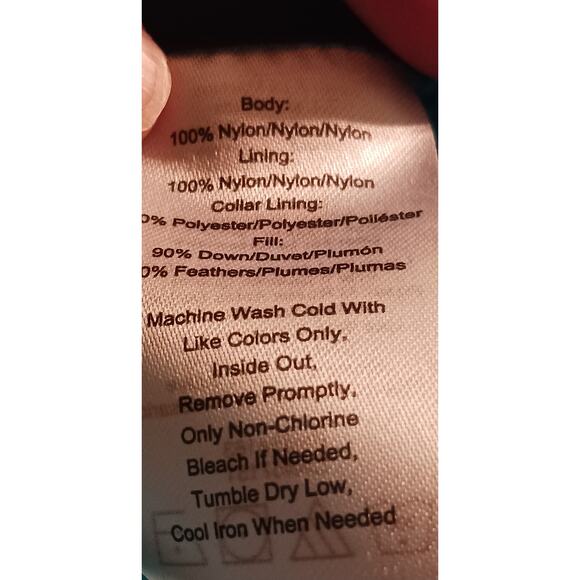 Body:
100% Nylon/Nylon/Nylon
Lining:
100% Nylon/Nylon/Nylon
Collar Lining:
0% Polyester/Polyester/Poliéster
Fill:
90% Down/Duvet/Plumón
0% Feathers/Plumes/Plumas
Machine Wash Cold With
Like Colors Only,
Inside Out,
Remove Promptly,
Only Non-Chlorine
Bleach If Needed,
Tumble Dry Low,
Cool Iron When Needed